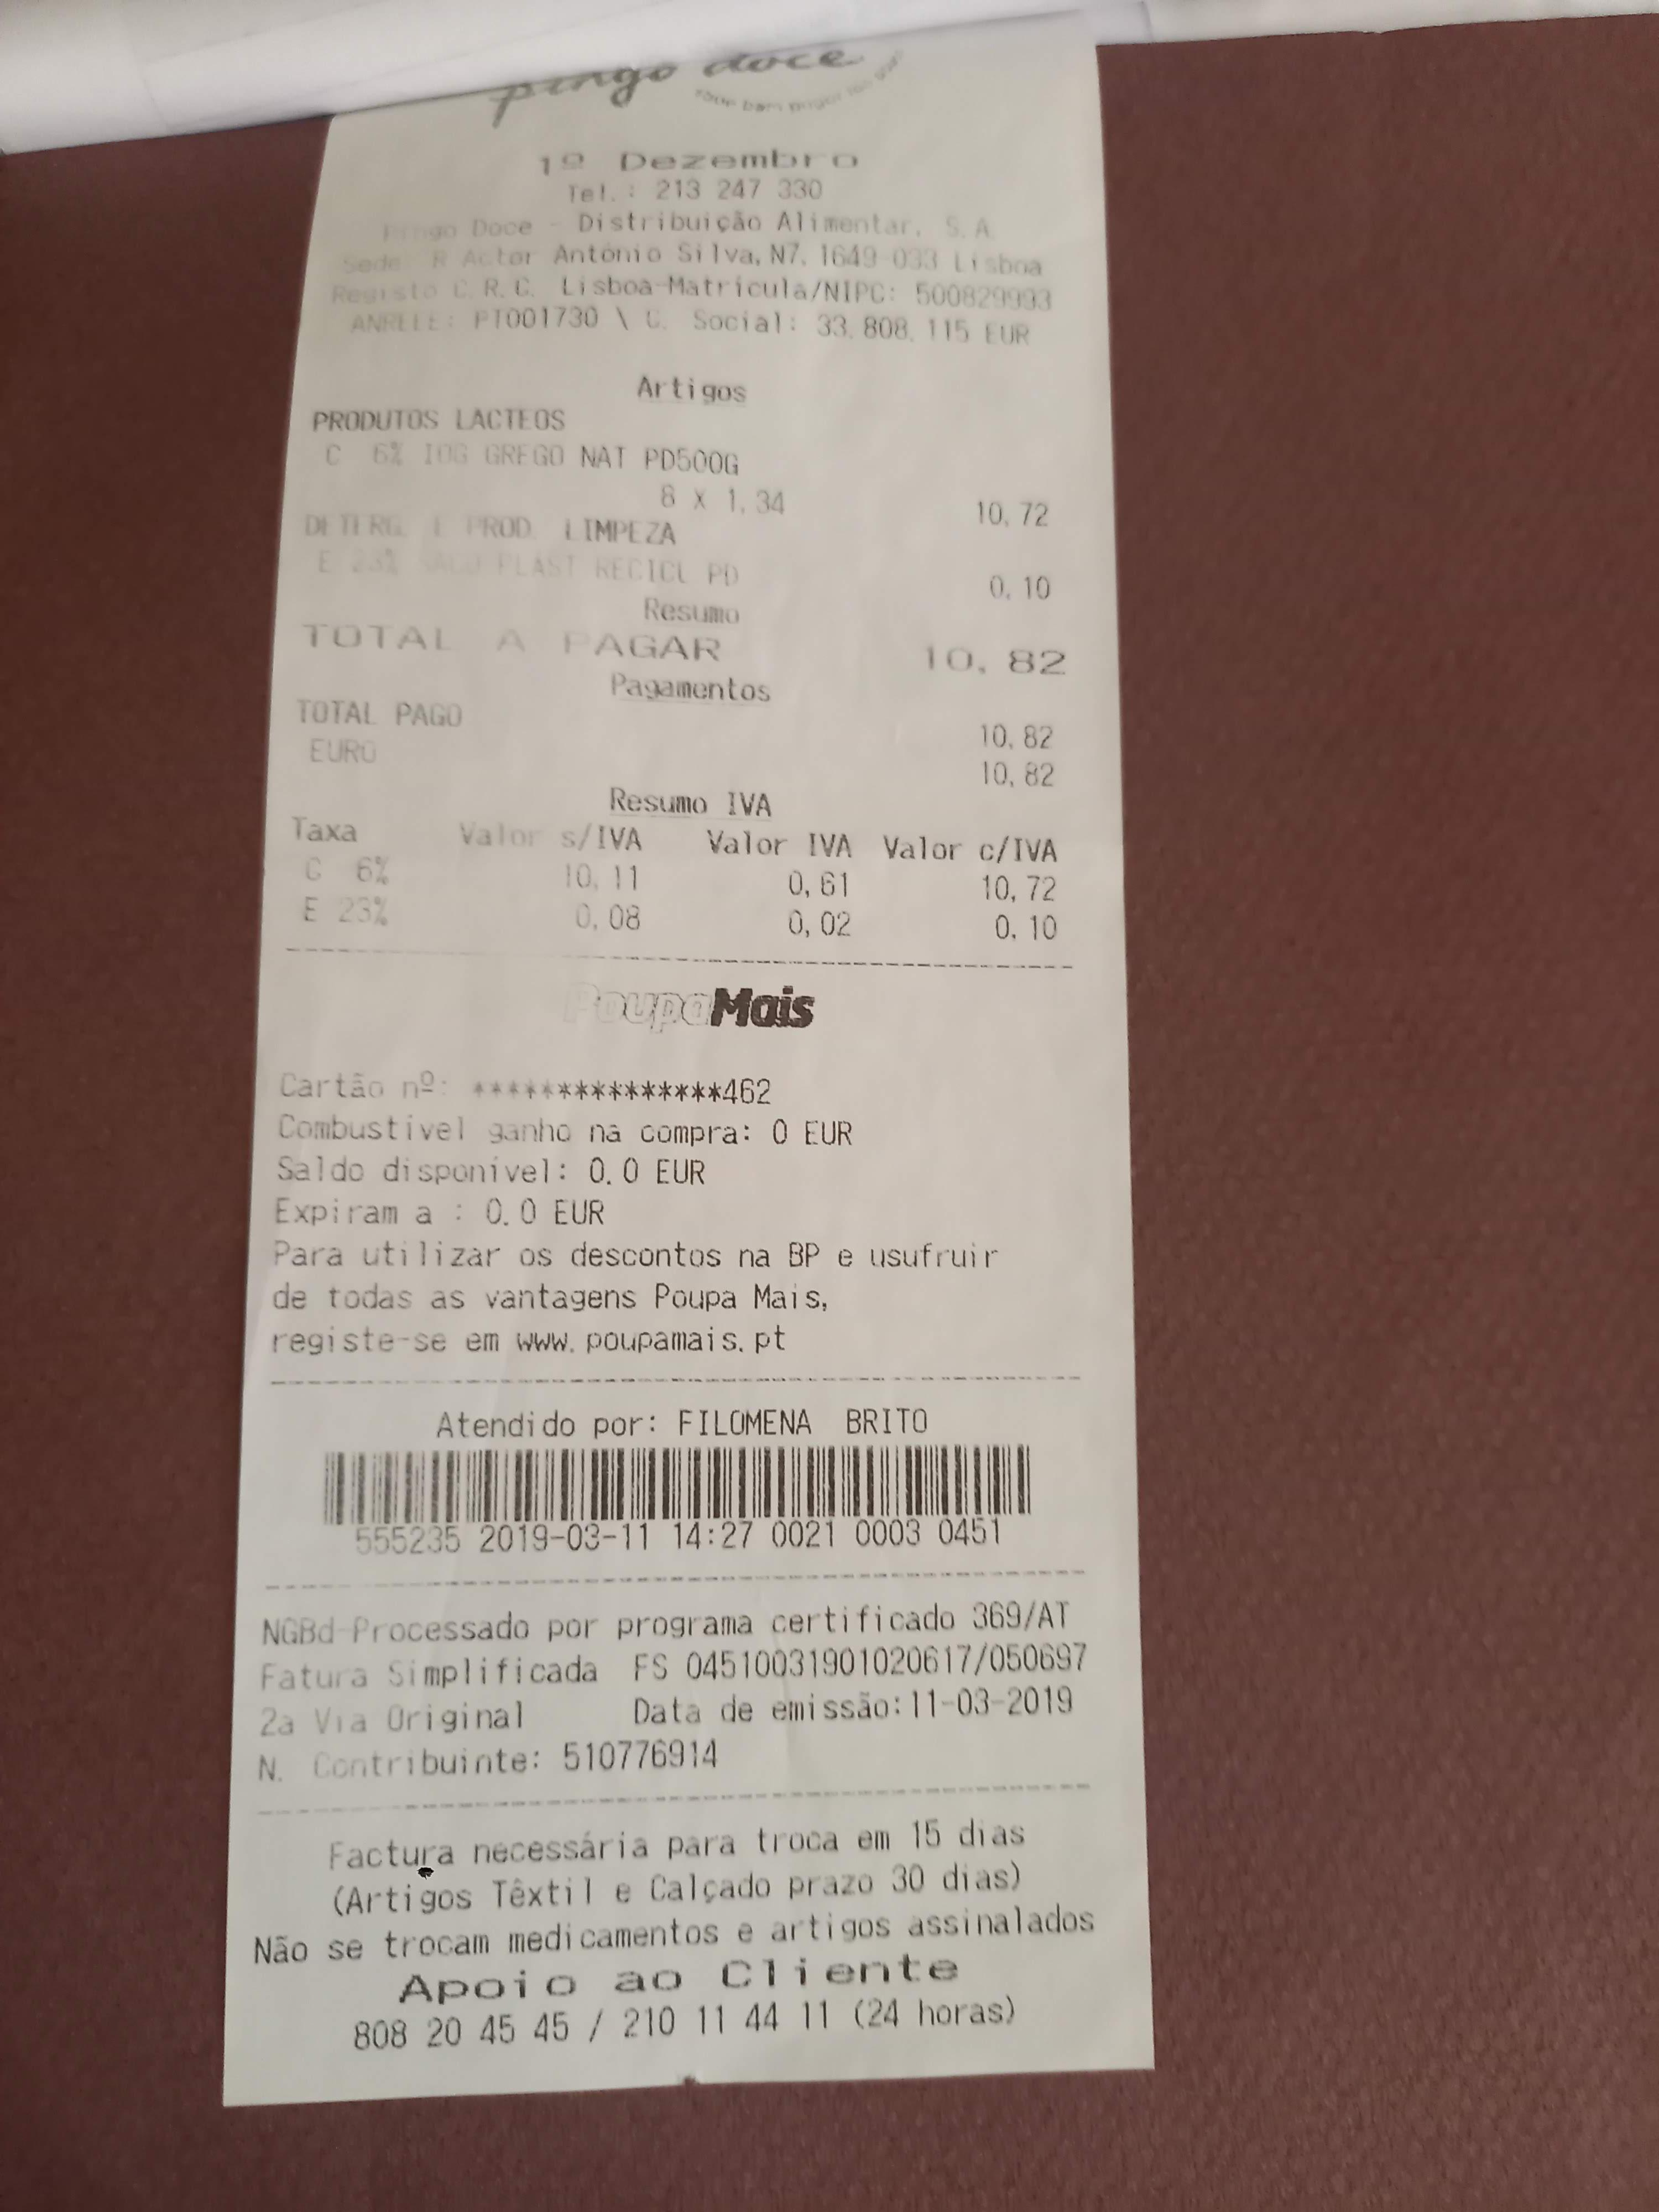 pingo doce
1º Dezembro
Tel.: 213 247 330
Pingo Doce - Distribuição Alimentar, S.A.
Sede: R Actor António Silva, N7, 1649-033 Lisboa
Registo C.R.C. Lisboa-Matrícula/NIPC: 500829993
ANREEE: PT001730 \ C. Social: 33.808.115 EUR
Artigos
PRODUTOS LACTEOS
C 6% IOG GREGO NAT PD500G
8 X 1,34 10,72
DETERG. E PROD. LIMPEZA
E 23% SACO PLAST RECICL PD 0,10
Resumo
TOTAL A PAGAR 10,82
Pagamentos
TOTAL PAGO 10,82
EURO 10,82
Resumo IVA
Taxa Valor s/IVA Valor IVA Valor c/IVA
C 6% 10,11 0,61 10,72
E 23% 0,08 0,02 0,10
PoupaMais
Cartão nº: ***************462
Combustivel ganho na compra: 0 EUR
Saldo disponível: 0.0 EUR
Expiram a : 0.0 EUR
Para utilizar os descontos na BP e usufruir
de todas as vantagens Poupa Mais,
registe-se em www.poupamais.pt
Atendido por: FILOMENA BRITO
555235 2019-03-11 14:27 0021 0003 0451
NGBd-Processado por programa certificado 369/AT
Fatura Simplificada FS 04510031901020617/050697
2a Via Original Data de emissão:11-03-2019
N. Contribuinte: 510776914
Factura necessária para troca em 15 dias
(Artigos Têxtil e Calçado prazo 30 dias)
Não se trocam medicamentos e artigos assinalados
Apoio ao Cliente
808 20 45 45 / 210 11 44 11 (24 horas)